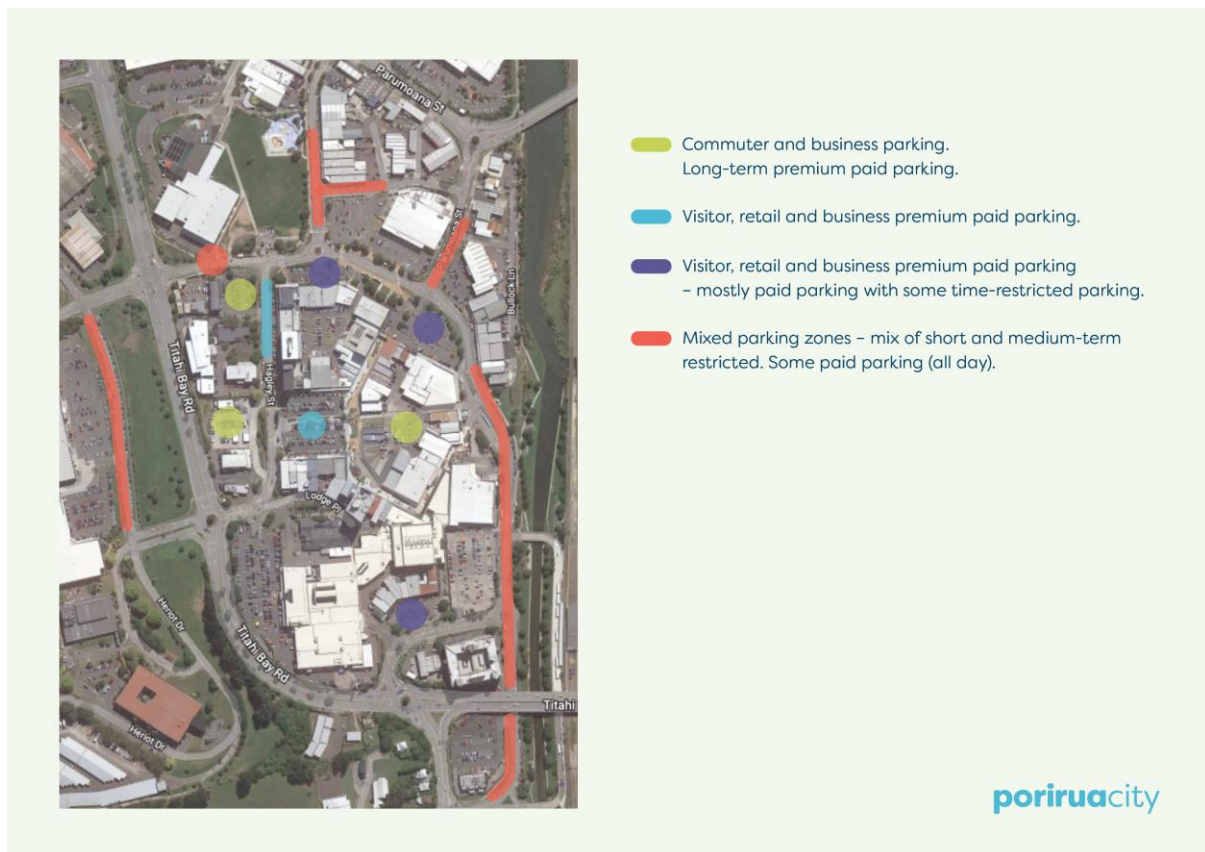 Parumoana St
Parumoana St
Bullock Ln
Titahi Bay Rd
Hagley St
Lodge Pl
Heriot Dr
Titahi Bay Rd
Titahi
Heriot Dr
Commuter and business parking.
Long-term premium paid parking.
Visitor, retail and business premium paid parking.
Visitor, retail and business premium paid parking
– mostly paid parking with some time-restricted parking.
Mixed parking zones – mix of short and medium-term
restricted. Some paid parking (all day).
poriruacity